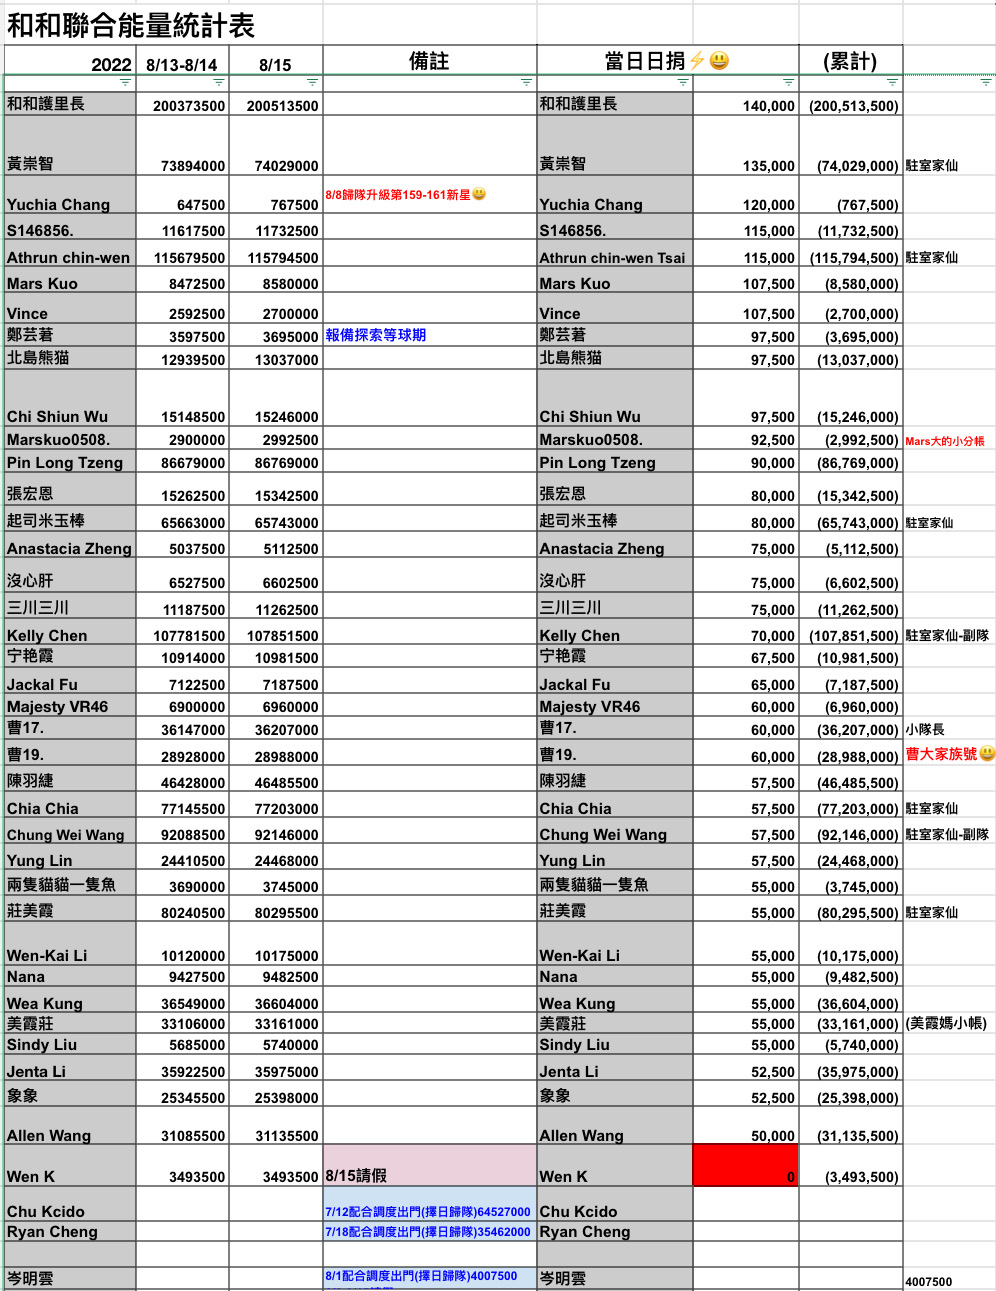 和和聯合能量統計表
2022 8/13-8/14 8/15 備註 當日日捐⚡😃 (累計)
和和護里長 200373500 200513500 和和護里長 140,000 (200,513,500)
黃崇智 73894000 74029000 黃崇智 135,000 (74,029,000) 駐室家仙
Yuchia Chang 647500 767500 8/8歸隊升級第159-161新星😃 Yuchia Chang 120,000 (767,500)
S146856. 11617500 11732500 S146856. 115,000 (11,732,500)
Athrun chin-wen 115679500 115794500 Athrun chin-wen Tsai 115,000 (115,794,500) 駐室家仙
Mars Kuo 8472500 8580000 Mars Kuo 107,500 (8,580,000)
Vince 2592500 2700000 Vince 107,500 (2,700,000)
鄭芸著 3597500 3695000 報備探索等球期 鄭芸著 97,500 (3,695,000)
北島熊猫 12939500 13037000 北島熊猫 97,500 (13,037,000)
Chi Shiun Wu 15148500 15246000 Chi Shiun Wu 97,500 (15,246,000)
Marskuo0508. 2900000 2992500 Marskuo0508. 92,500 (2,992,500) Mars大的小分帳
Pin Long Tzeng 86679000 86769000 Pin Long Tzeng 90,000 (86,769,000)
張宏恩 15262500 15342500 張宏恩 80,000 (15,342,500)
起司米玉棒 65663000 65743000 起司米玉棒 80,000 (65,743,000) 駐室家仙
Anastacia Zheng 5037500 5112500 Anastacia Zheng 75,000 (5,112,500)
沒心肝 6527500 6602500 沒心肝 75,000 (6,602,500)
三川三川 11187500 11262500 三川三川 75,000 (11,262,500)
Kelly Chen 107781500 107851500 Kelly Chen 70,000 (107,851,500) 駐室家仙-副隊
宁艳霞 10914000 10981500 宁艳霞 67,500 (10,981,500)
Jackal Fu 7122500 7187500 Jackal Fu 65,000 (7,187,500)
Majesty VR46 6900000 6960000 Majesty VR46 60,000 (6,960,000)
曹17. 36147000 36207000 曹17. 60,000 (36,207,000) 小隊長
曹19. 28928000 28988000 曹19. 60,000 (28,988,000) 曹大家族號😃
陳羽緁 46428000 46485500 陳羽緁 57,500 (46,485,500)
Chia Chia 77145500 77203000 Chia Chia 57,500 (77,203,000) 駐室家仙
Chung Wei Wang 92088500 92146000 Chung Wei Wang 57,500 (92,146,000) 駐室家仙-副隊
Yung Lin 24410500 24468000 Yung Lin 57,500 (24,468,000)
兩隻貓貓一隻魚 3690000 3745000 兩隻貓貓一隻魚 55,000 (3,745,000)
莊美霞 80240500 80295500 莊美霞 55,000 (80,295,500) 駐室家仙
Wen-Kai Li 10120000 10175000 Wen-Kai Li 55,000 (10,175,000)
Nana 9427500 9482500 Nana 55,000 (9,482,500)
Wea Kung 36549000 36604000 Wea Kung 55,000 (36,604,000)
美霞莊 33106000 33161000 美霞莊 55,000 (33,161,000) (美霞媽小帳)
Sindy Liu 5685000 5740000 Sindy Liu 55,000 (5,740,000)
Jenta Li 35922500 35975000 Jenta Li 52,500 (35,975,000)
象象 25345500 25398000 象象 52,500 (25,398,000)
Allen Wang 31085500 31135500 Allen Wang 50,000 (31,135,500)
Wen K 3493500 3493500 8/15請假 Wen K 0 (3,493,500)
Chu Kcido 7/12配合調度出門(擇日歸隊)64527000 Chu Kcido
Ryan Cheng 7/18配合調度出門(擇日歸隊)35462000 Ryan Cheng
岑明雲 8/1配合調度出門(擇日歸隊)4007500 岑明雲 4007500